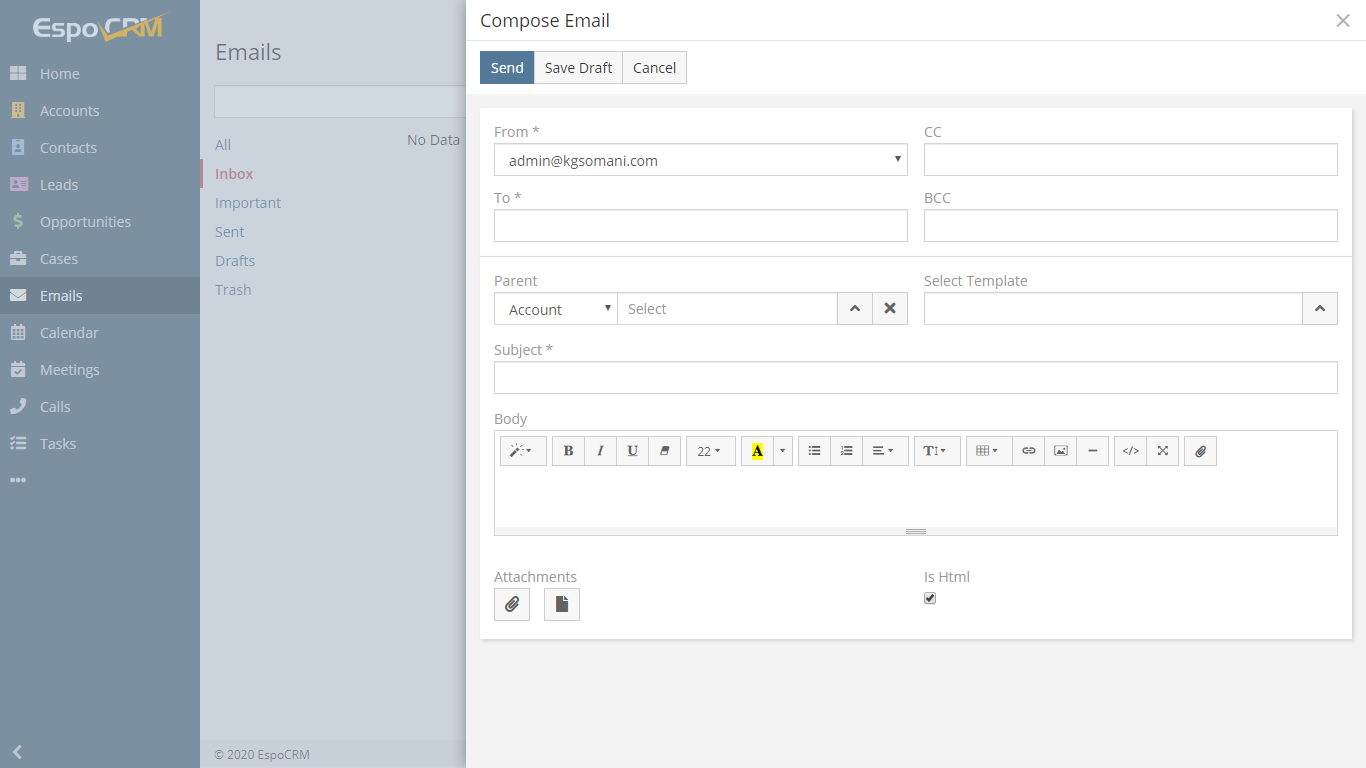 EspoCRM
Home
Accounts
Contacts
Leads
Opportunities
Cases
Emails
Calendar
Meetings
Calls
Tasks
Emails
All
Inbox
Important
Sent
Drafts
Trash
No Data
© 2020 EspoCRM
Compose Email
Send Save Draft Cancel
From * CC
admin@kgsomani.com
To * BCC
Parent Select Template
Account Select
Subject *
Body
B I U 22 A T </>
Attachments Is Html